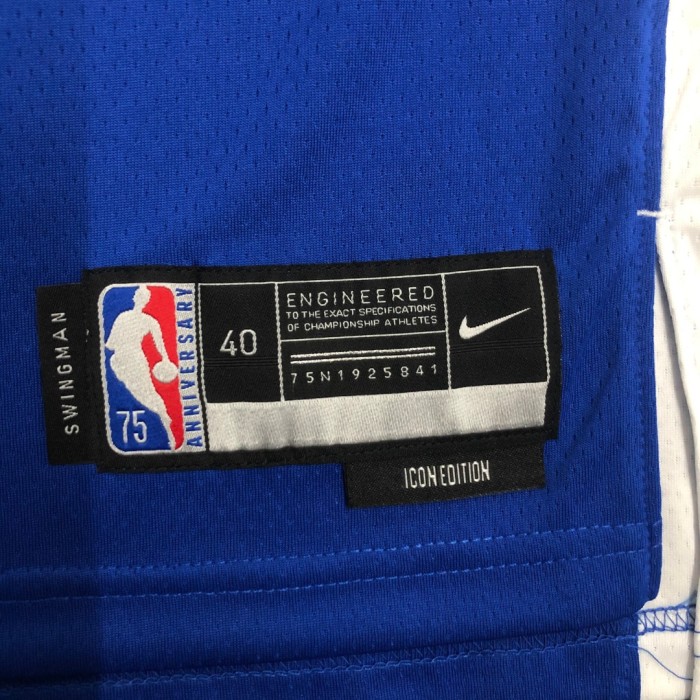 SWINGMAN
75
ANNIVERSARY
40
ENGINEERED
TO THE EXACT SPECIFICATIONS
OF CHAMPIONSHIP ATHLETES
75N1925841
ICON EDITION